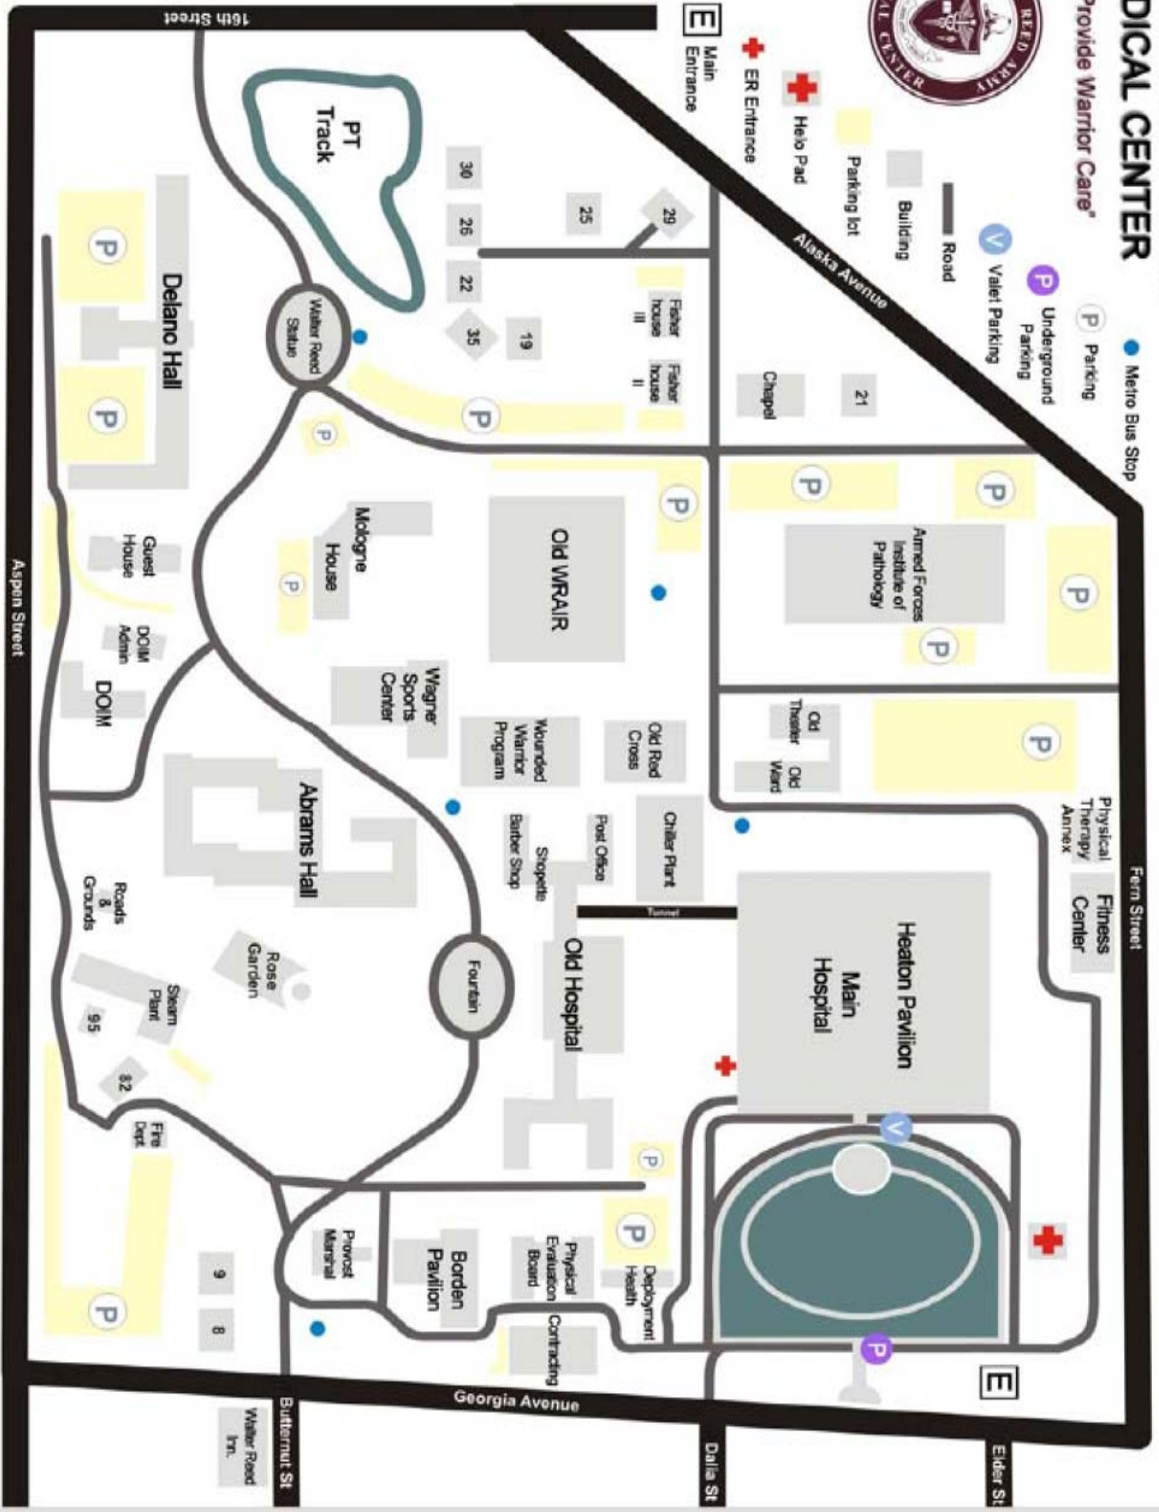 DICAL CENTER
Provide Warrior Care"
REED ARMY
AL CENTER
Metro Bus Stop
P
Parking
P
Underground
Parking
V
Valet Parking
Road
Building
Parking lot
Helo Pad
ER Entrance
E
Main
Entrance
Alaska Avenue
Fern Street
16th Street
Aspen Street
Georgia Avenue
Elder St
Dalia St
Butternut St
P
P
P
P
P
Armed Forces
Institute of
Pathology
21
Chapel
Physical
Therapy
Annex
Fitness
Center
Old
Theater
Old
Ward
Heaton Pavilion
Main
Hospital
V
P
E
29
25
Fisher
house
III
Fisher
house
II
30
26
22
35
19
P
P
Old WRAIR
Old Red
Cross
Chiller Plant
Tunnel
Wounded
Warrior
Program
Post Office
Shopette
Barber Shop
Old Hospital
P
P
Deployment
Health
Physical
Evaluation
Board
Contracting
PT
Track
Walter Reed
Statue
P
Mologne
House
P
Wagner
Sports
Center
Fountain
Borden
Pavilion
Provost
Marshal
Abrams Hall
Rose
Garden
Delano Hall
P
P
Guest
House
DOIM
Admin
DOIM
Roads
&
Grounds
Steam
Plant
95
82
Fire
Dept.
9
8
P
Walter Reed
Inn.